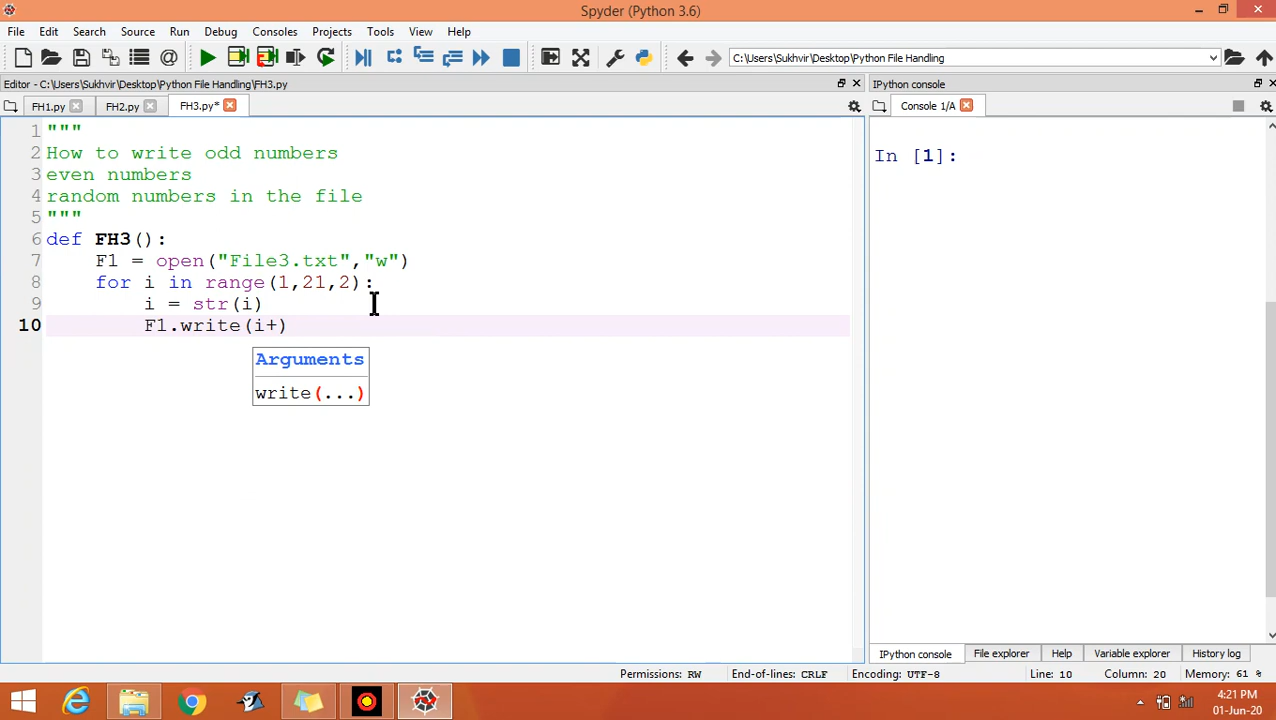 Spyder (Python 3.6)
File Edit Search Source Run Debug Consoles Projects Tools View Help
C:\Users\Sukhvir\Desktop\Python File Handling
Editor - C:\Users\Sukhvir\Desktop\Python File Handling\FH3.py
IPython console
FH1.py FH2.py FH3.py*
Console 1/A
1 """
2 How to write odd numbers
3 even numbers
4 random numbers in the file
5 """
6 def FH3():
7 F1 = open("File3.txt","w")
8 for i in range(1,21,2):
9 i = str(i)
10 F1.write(i+)
Arguments
write(...)
In [1]:
IPython console File explorer Help Variable explorer History log
Permissions: RW End-of-lines: CRLF Encoding: UTF-8 Line: 10 Column: 20 Memory: 61 %
4:21 PM
01-Jun-20